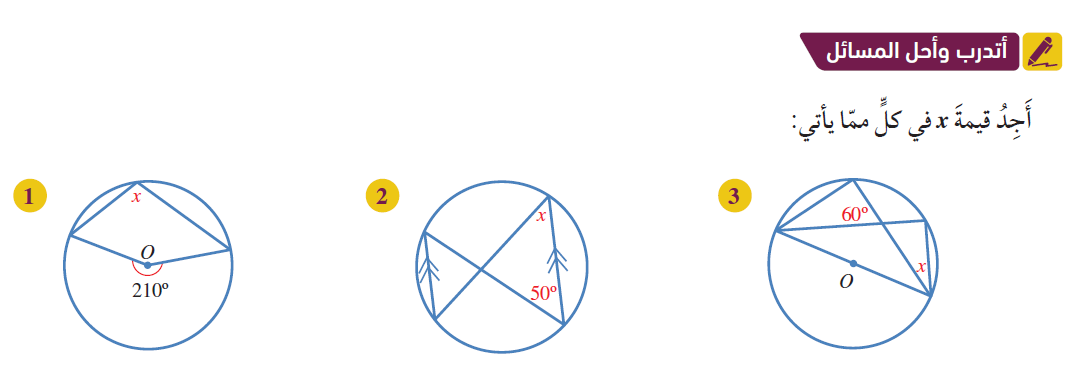 أتدرب وأحل المسائل
أَجِدُ قيمةَ x في كلٍّ ممّا يأتي:
1
x
O
210º
2
x
50º
3
60º
x
O